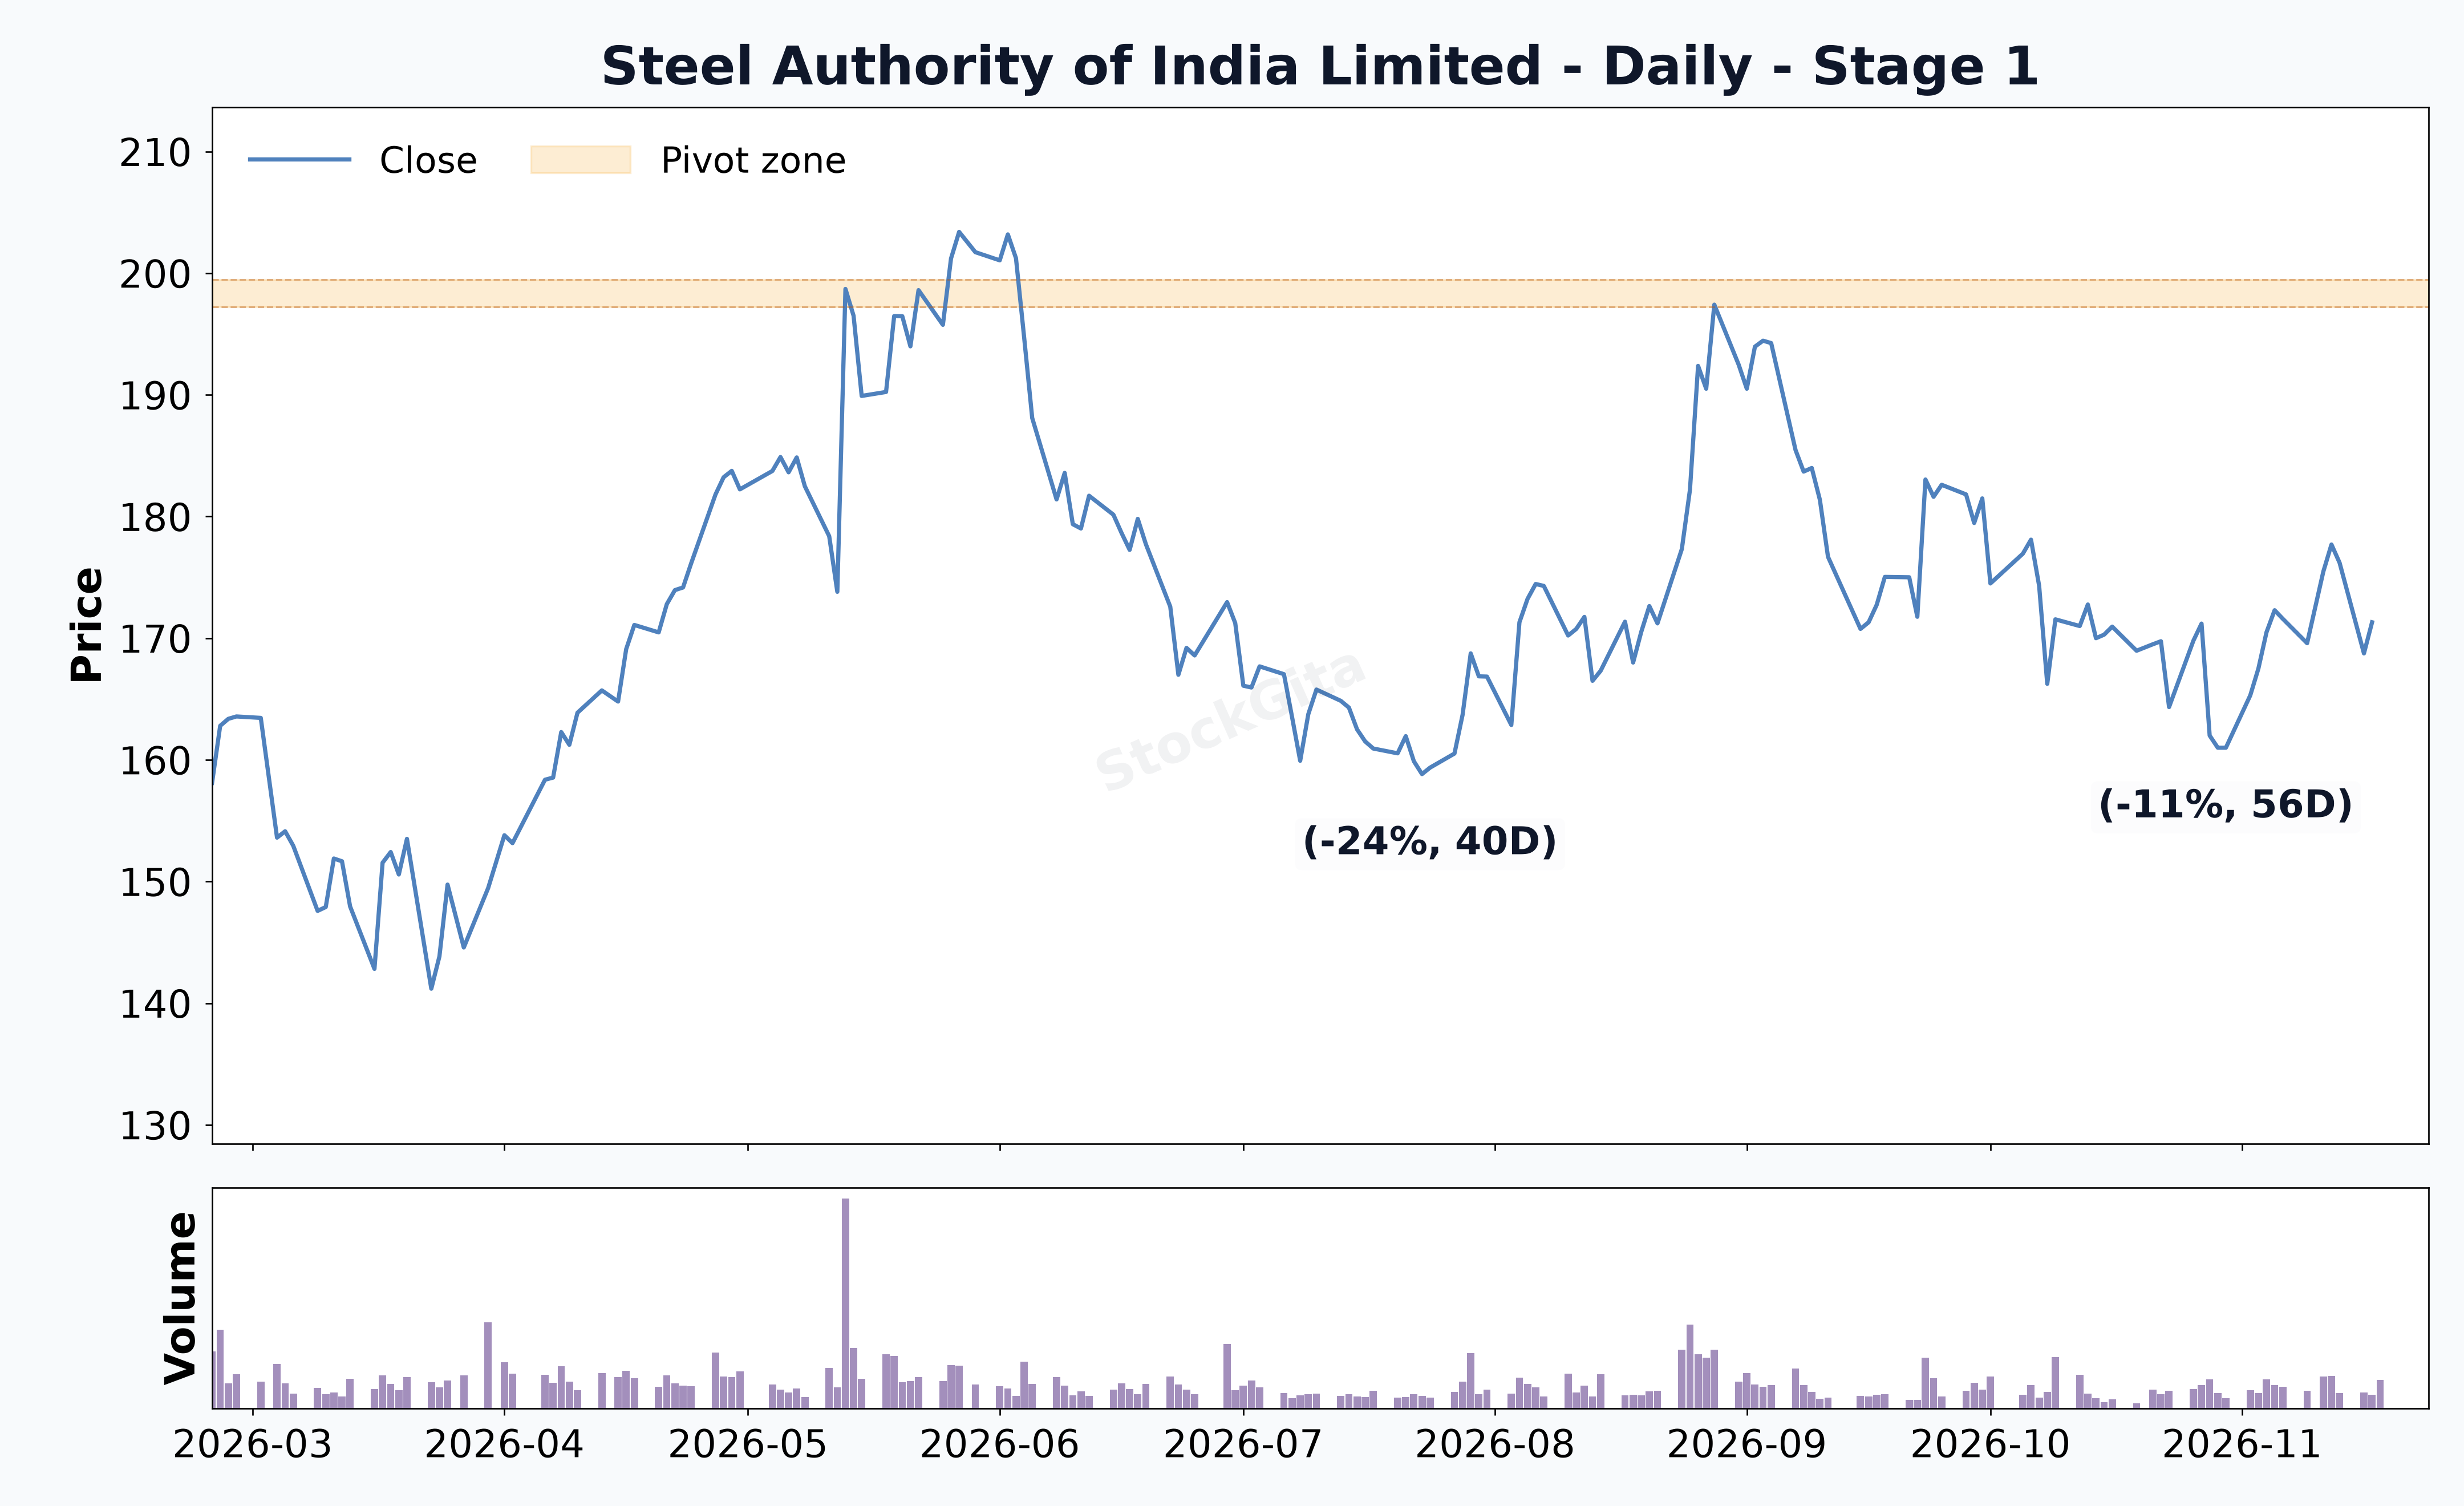 Steel Authority of India Limited - Daily - Stage 1
Close
Pivot zone
Price
210
200
190
180
170
160
150
140
130
StockGita
(-24%, 40D)
(-11%, 56D)
Volume
2026-03
2026-04
2026-05
2026-06
2026-07
2026-08
2026-09
2026-10
2026-11